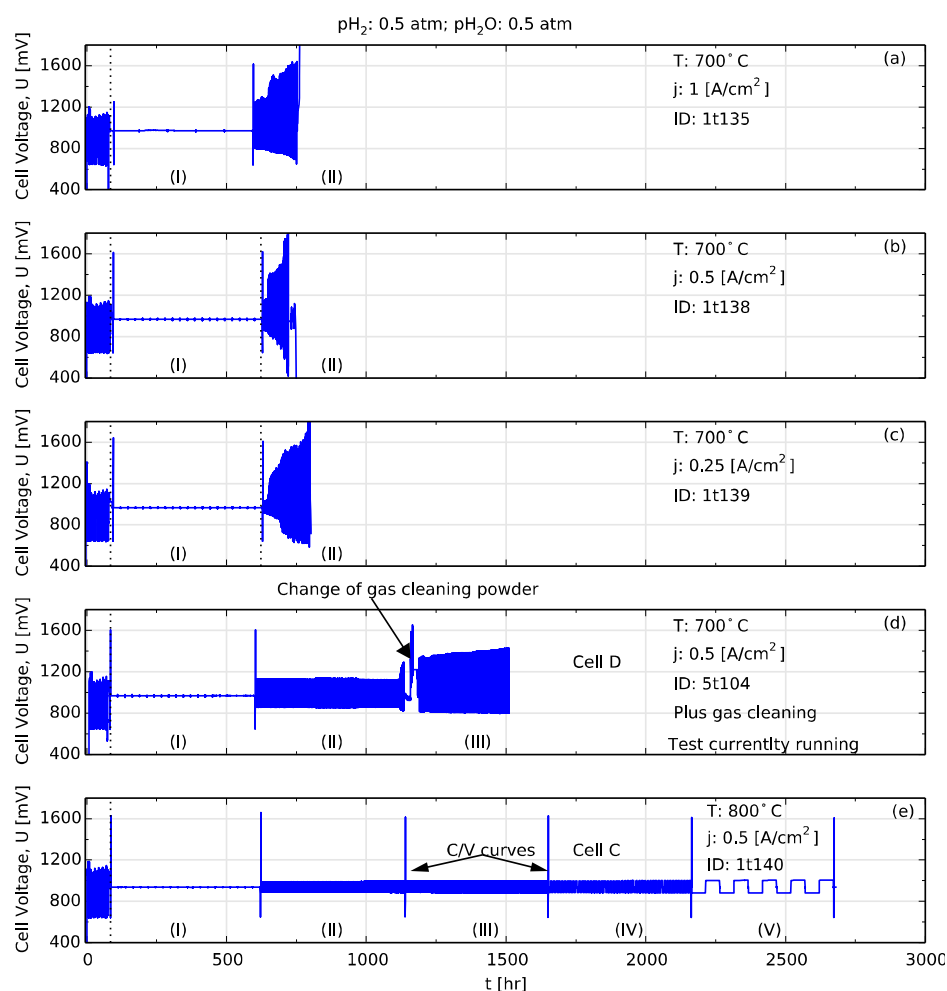 pH₂: 0.5 atm; pH₂O: 0.5 atm
Cell Voltage, U [mV]
1600
1200
800
400
T: 700°C
j: 1 [A/cm²]
ID: 1t135
(a)
(I)
(II)
Cell Voltage, U [mV]
1600
1200
800
400
T: 700°C
j: 0.5 [A/cm²]
ID: 1t138
(b)
(I)
(II)
Cell Voltage, U [mV]
1600
1200
800
400
T: 700°C
j: 0.25 [A/cm²]
ID: 1t139
(c)
(I)
(II)
Change of gas cleaning powder
Cell Voltage, U [mV]
1600
1200
800
400
Cell D
T: 700°C
j: 0.5 [A/cm²]
ID: 5t104
Plus gas cleaning
Test currentlty running
(d)
(I)
(II)
(III)
Cell Voltage, U [mV]
1600
1200
800
400
C/V curves
Cell C
T: 800°C
j: 0.5 [A/cm²]
ID: 1t140
(e)
(I)
(II)
(III)
(IV)
(V)
0
500
1000
1500
2000
2500
3000
t [hr]